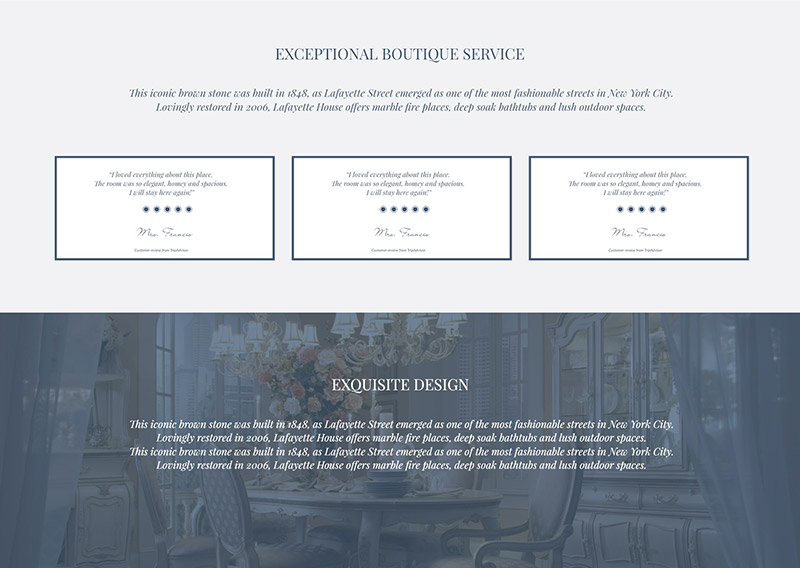 EXCEPTIONAL BOUTIQUE SERVICE
This iconic brown stone was built in 1848, as Lafayette Street emerged as one of the most fashionable streets in New York City.
Lovingly restored in 2006, Lafayette House offers marble fire places, deep soak bathtubs and lush outdoor spaces.
"I loved everything about this place.
The room was so elegant, homey and spacious.
I will stay here again!"
Mrs. Francis
Customer review from TripAdvisor.
"I loved everything about this place.
The room was so elegant, homey and spacious.
I will stay here again!"
Mrs. Francis
Customer review from TripAdvisor.
"I loved everything about this place.
The room was so elegant, homey and spacious.
I will stay here again!"
Mrs. Francis
Customer review from TripAdvisor.
EXQUISITE DESIGN
This iconic brown stone was built in 1848, as Lafayette Street emerged as one of the most fashionable streets in New York City.
Lovingly restored in 2006, Lafayette House offers marble fire places, deep soak bathtubs and lush outdoor spaces.
This iconic brown stone was built in 1848, as Lafayette Street emerged as one of the most fashionable streets in New York City.
Lovingly restored in 2006, Lafayette House offers marble fire places, deep soak bathtubs and lush outdoor spaces.